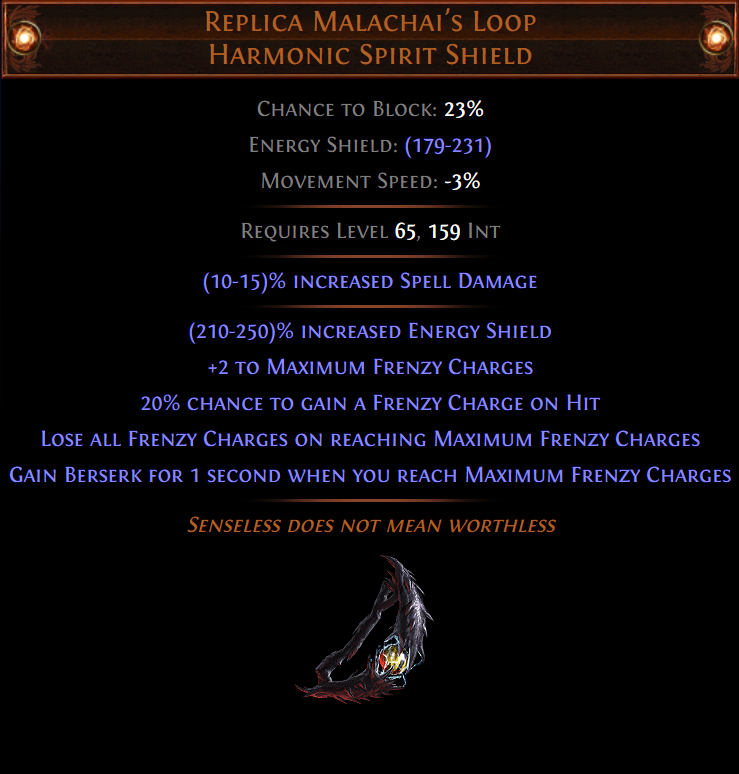 Replica Malachai's Loop
Harmonic Spirit Shield
Chance to Block: 23%
Energy Shield: (179-231)
Movement Speed: -3%
Requires Level 65, 159 Int
(10-15)% increased Spell Damage
(210-250)% increased Energy Shield
+2 to Maximum Frenzy Charges
20% chance to gain a Frenzy Charge on Hit
Lose all Frenzy Charges on reaching Maximum Frenzy Charges
Gain Berserk for 1 second when you reach Maximum Frenzy Charges
Senseless does not mean worthless